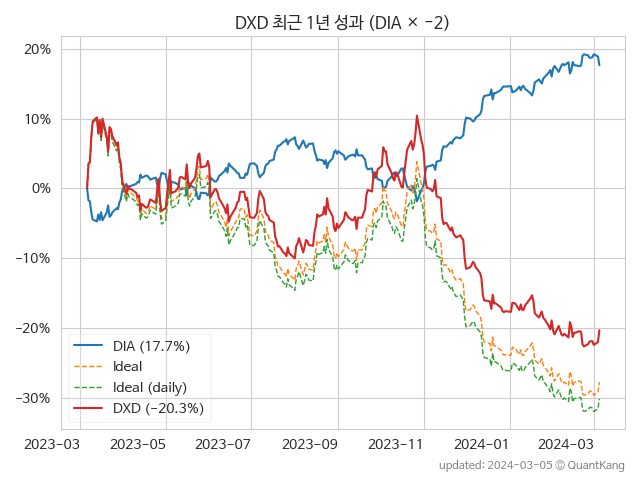 DXD 최근 1년 성과 (DIA × −2)
20%
10%
0%
−10%
−20%
−30%
DIA (17.7%)
Ideal
Ideal (daily)
DXD (−20.3%)
2023−03 2023−05 2023−07 2023−09 2023−11 2024−01 2024−03
updated: 2024−03−05 © QuantKang